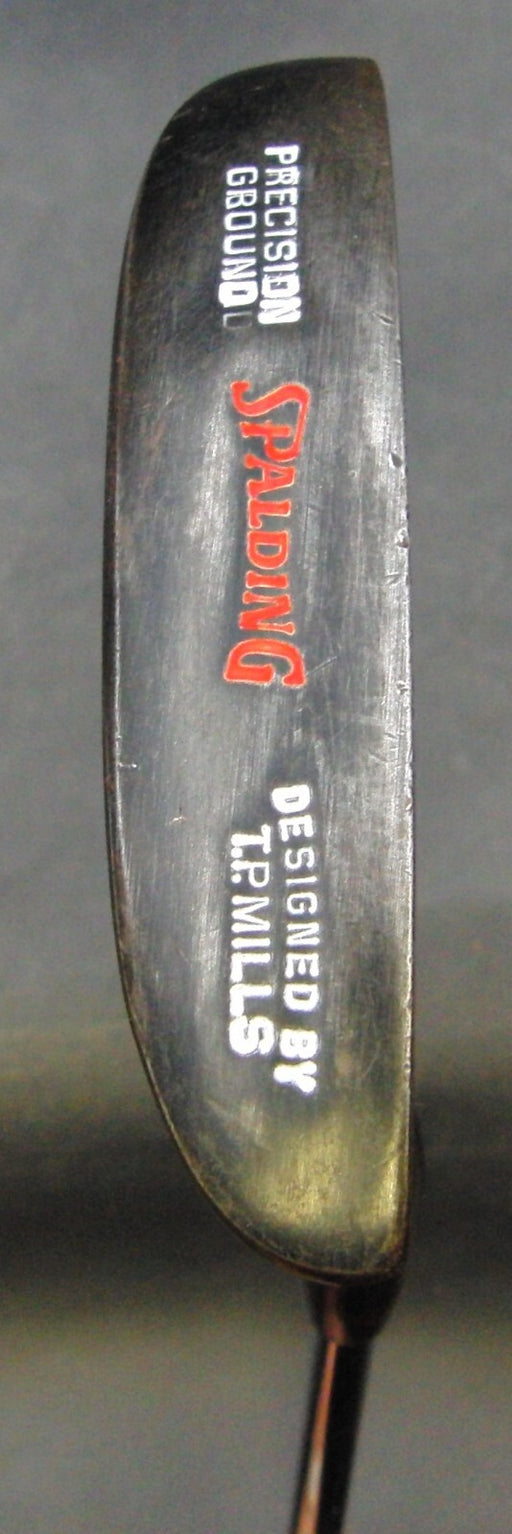 PRECISION
GROUND
SPALDING
DESIGNED BY
T.P. MILLS